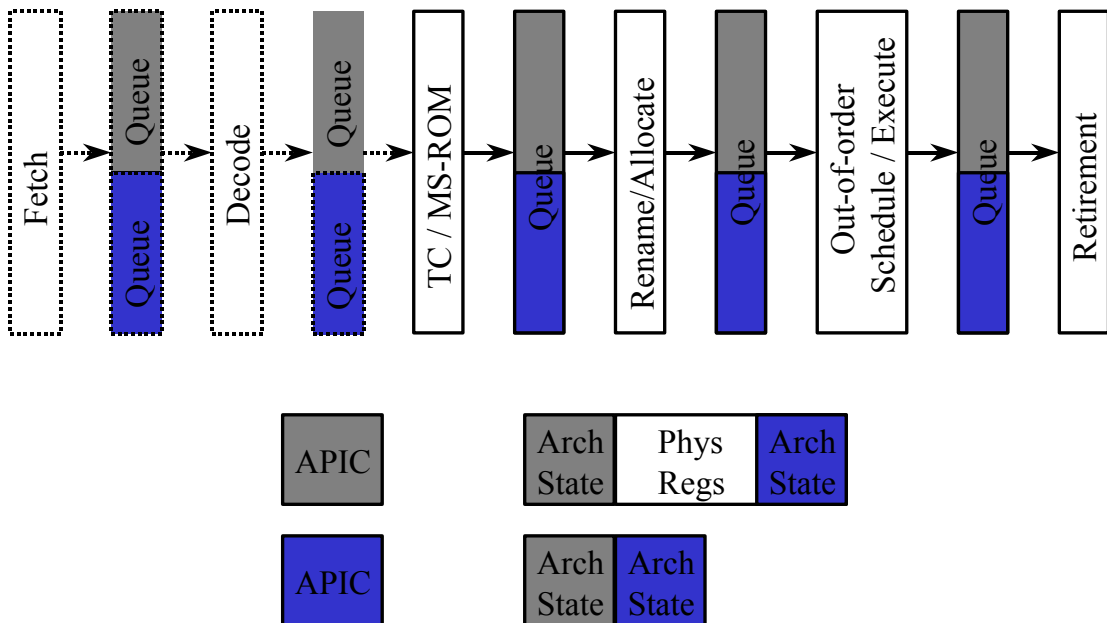 Fetch
Queue
Queue
Decode
Queue
Queue
TC / MS-ROM
Queue
Rename/Allocate
Queue
Out-of-order
Schedule / Execute
Queue
Retirement
APIC
Arch
State
Phys
Regs
Arch
State
APIC
Arch
State
Arch
State